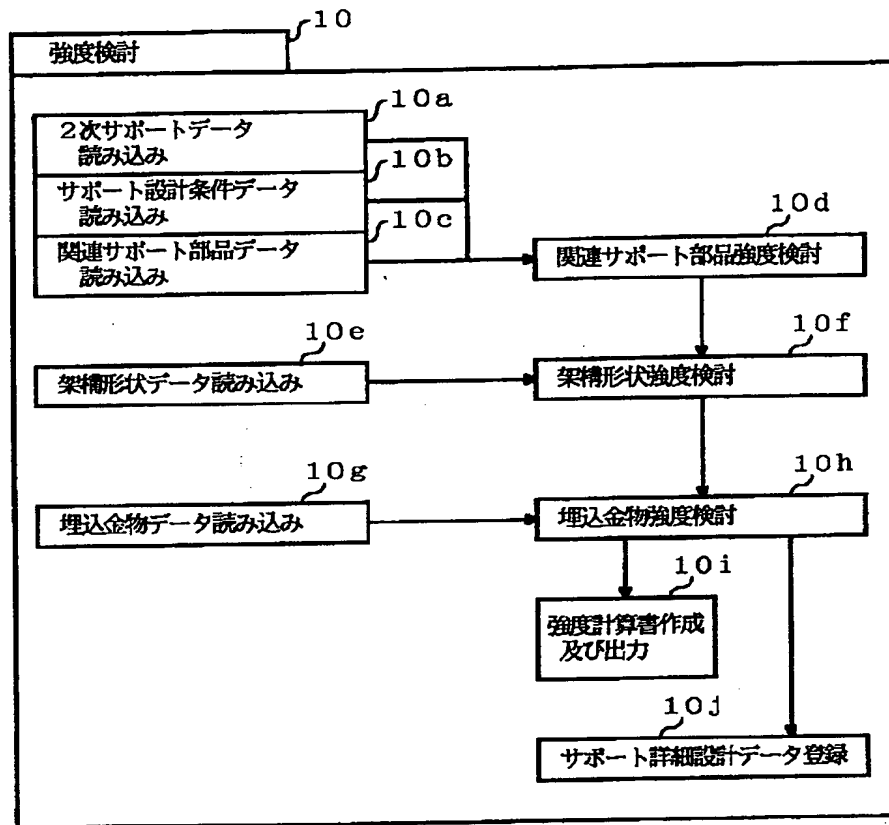 10
強度検討
10a
2次サポートデータ
読み込み
10b
サポート設計条件データ
読み込み
10c
関連サポート部品データ
読み込み
10d
関連サポート部品強度検討
10e
架構形状データ読み込み
10f
架構形状強度検討
10g
埋込金物データ読み込み
10h
埋込金物強度検討
10i
強度計算書作成
及び出力
10j
サポート詳細設計データ登録